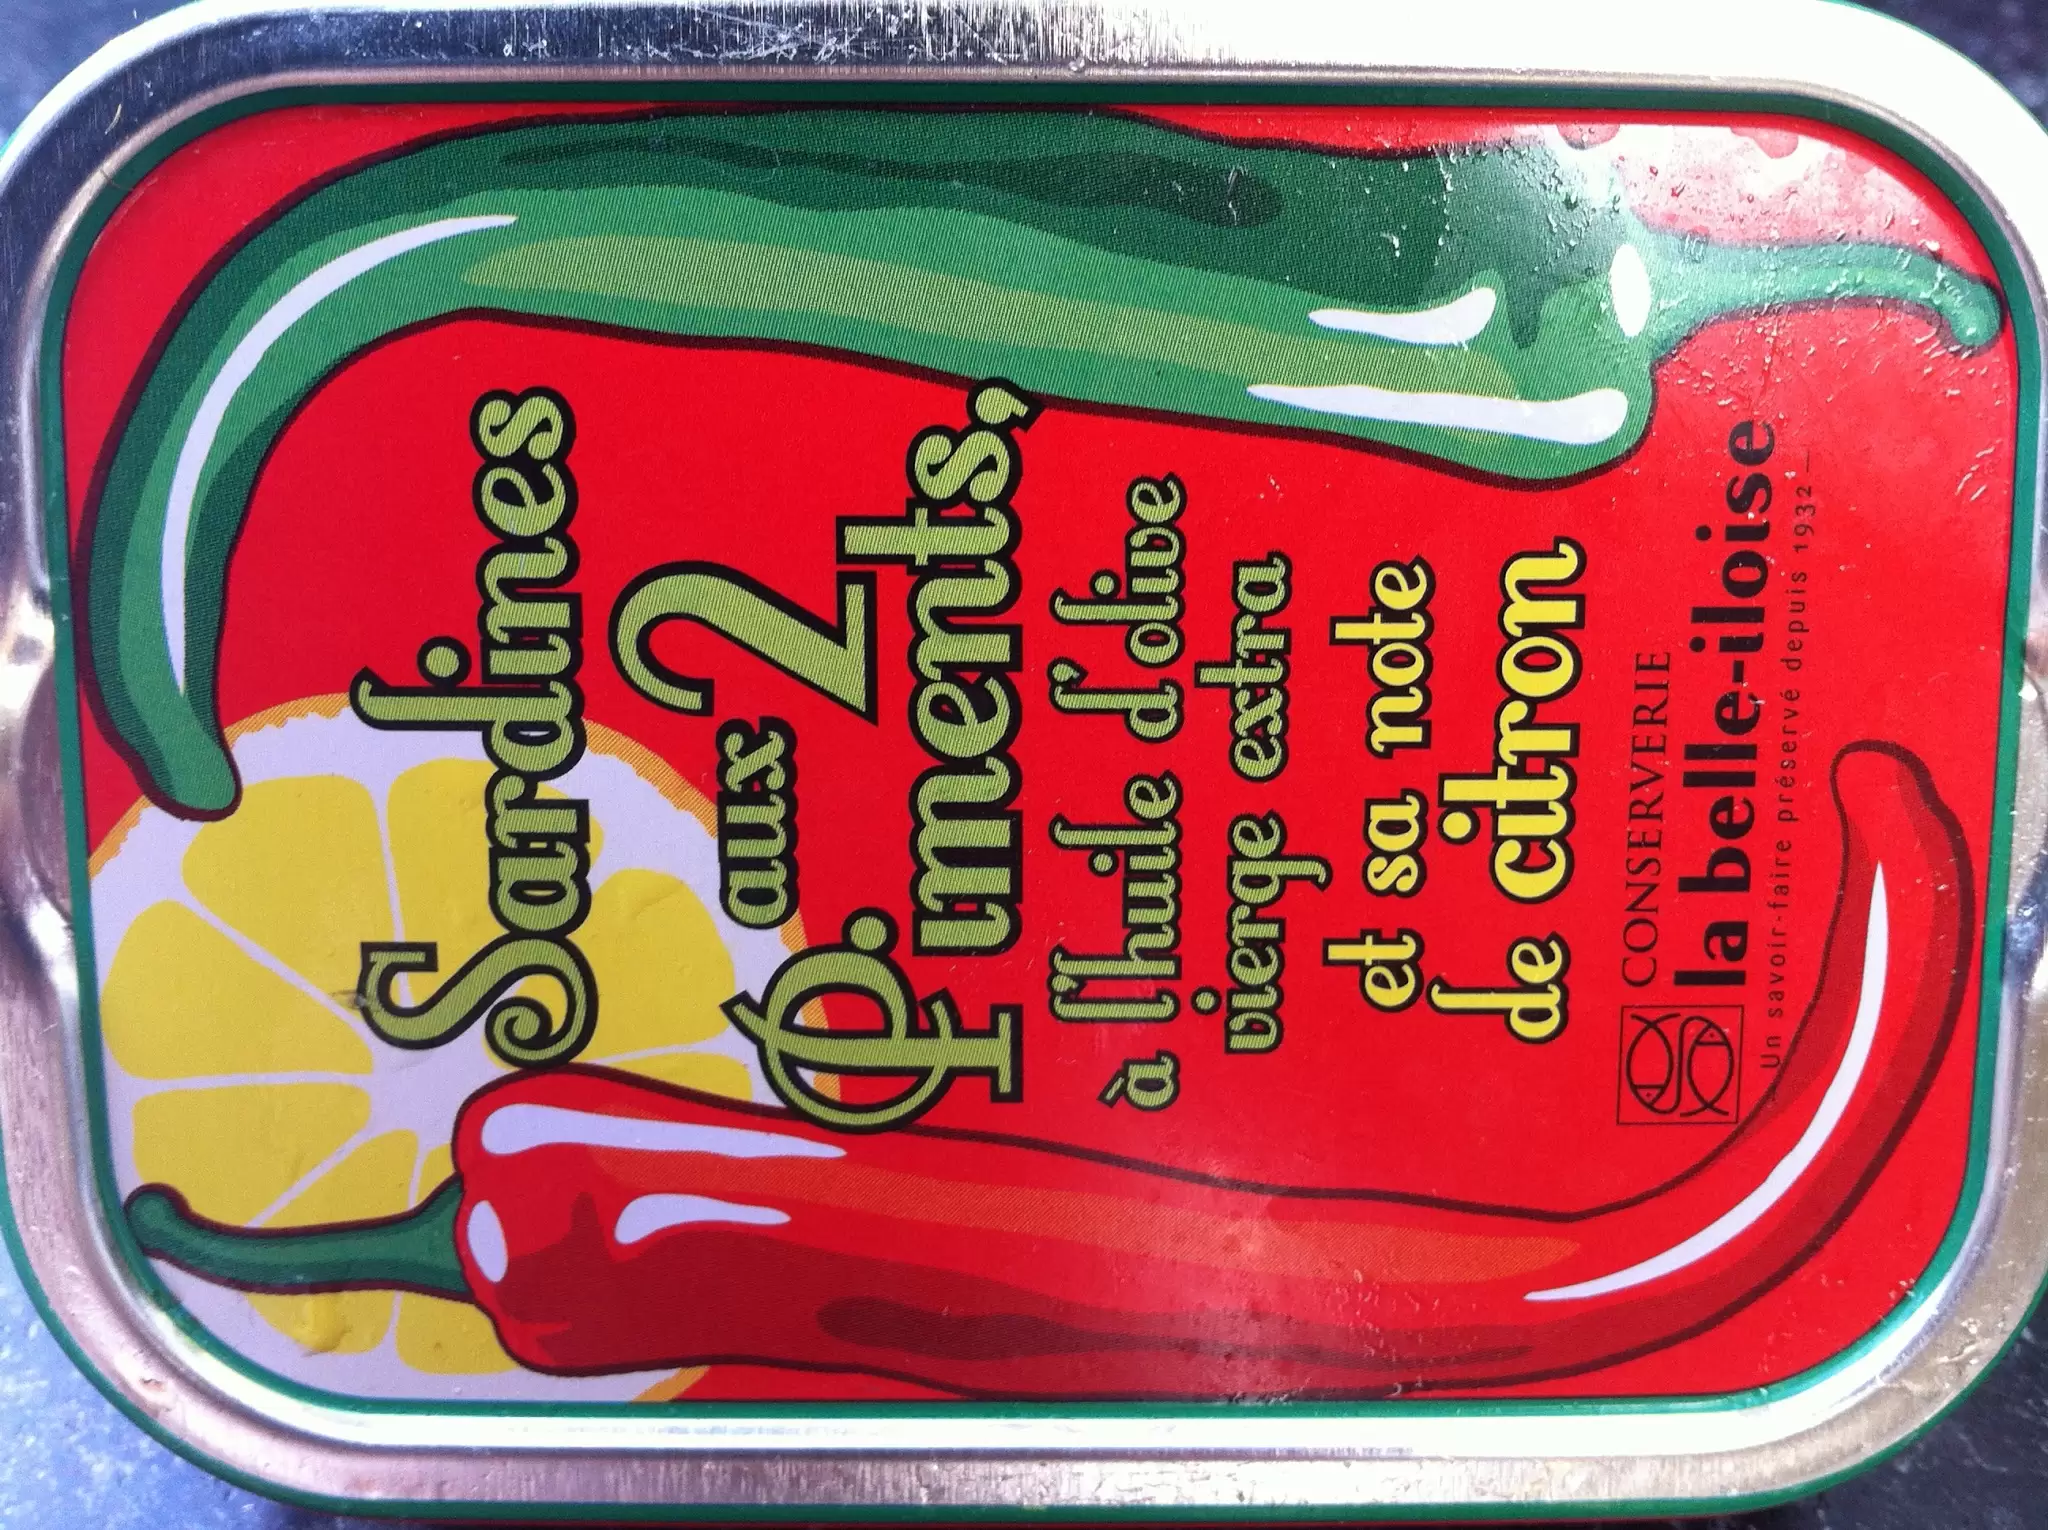 Sardines
aux 2
Piments,
à l'huile d'olive
vierge extra
et sa note
de citron
CONSERVERIE
la belle-iloise
Un savoir-faire préservé depuis 1932